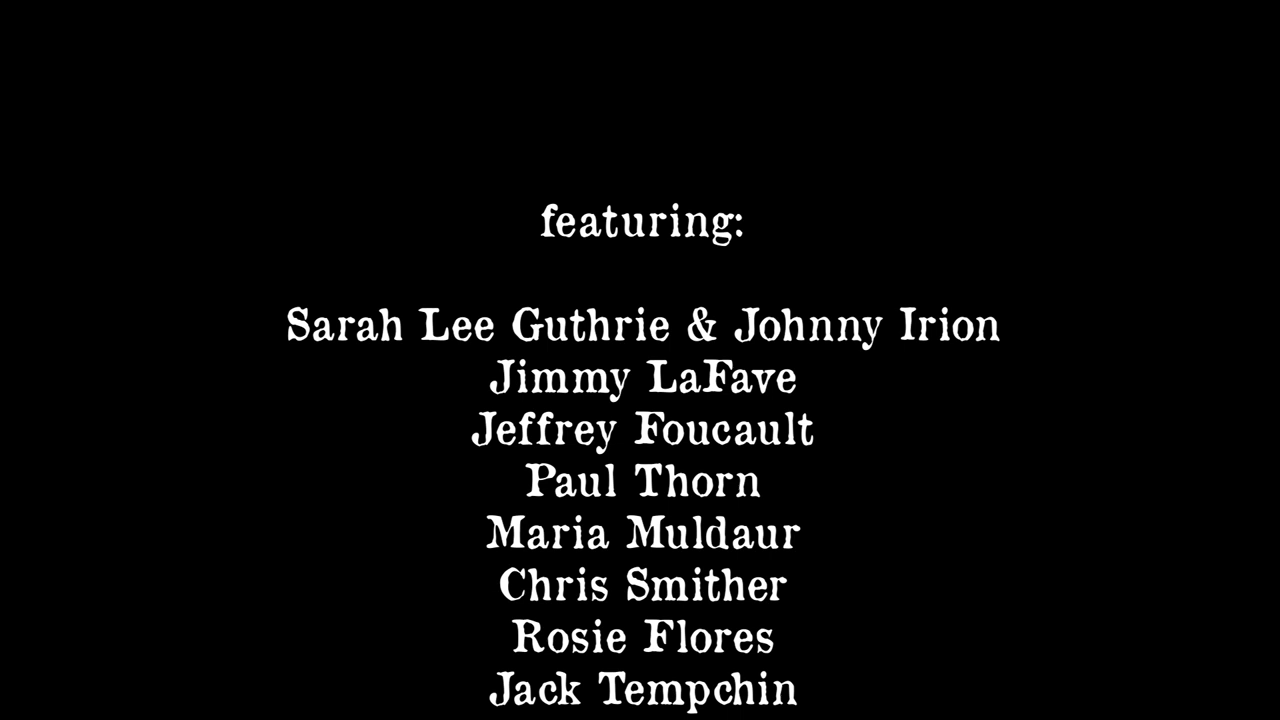 featuring:
Sarah Lee Guthrie & Johnny Irion
Jimmy LaFave
Jeffrey Foucault
Paul Thorn
Maria Muldaur
Chris Smither
Rosie Flores
Jack Tempchin